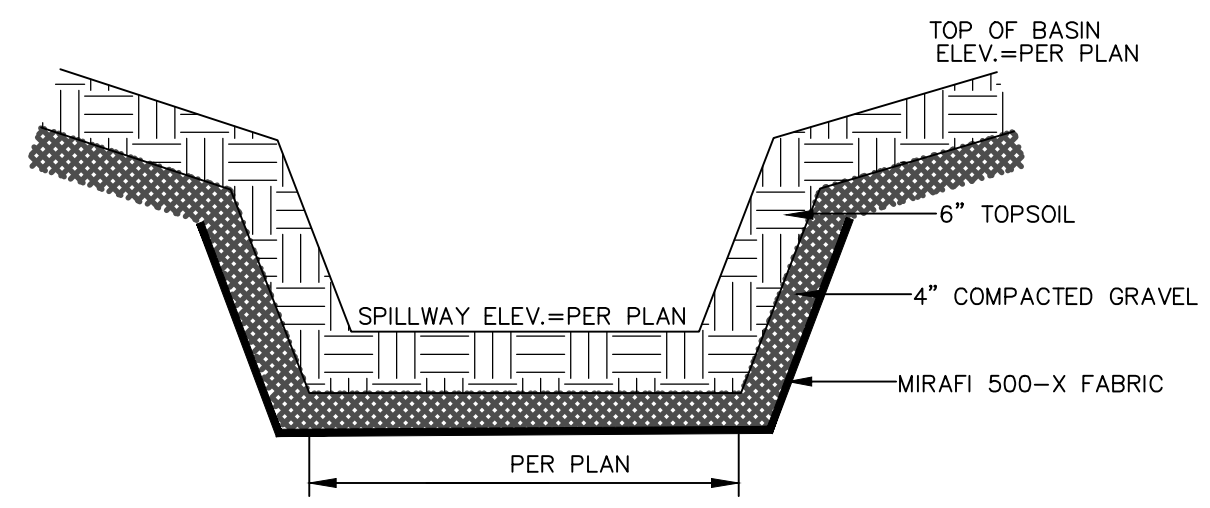 TOP OF BASIN
ELEV.=PER PLAN
6” TOPSOIL
4” COMPACTED GRAVEL
SPILLWAY ELEV.=PER PLAN
MIRAFI 500-X FABRIC
PER PLAN